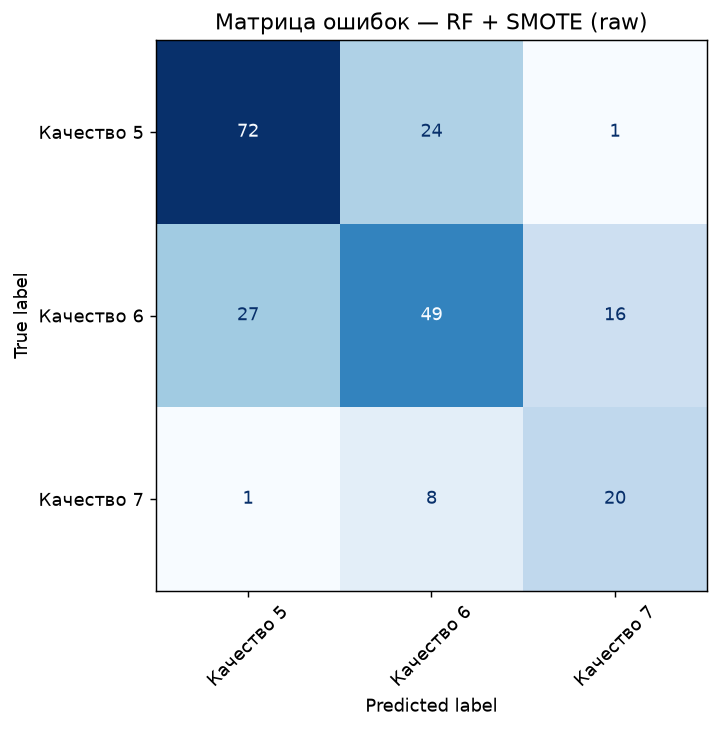 Матрица ошибок — RF + SMOTE (raw)
True label
Качество 5
72 24 1
Качество 6
27 49 16
Качество 7
1 8 20
Качество 5 Качество 6 Качество 7
Predicted label